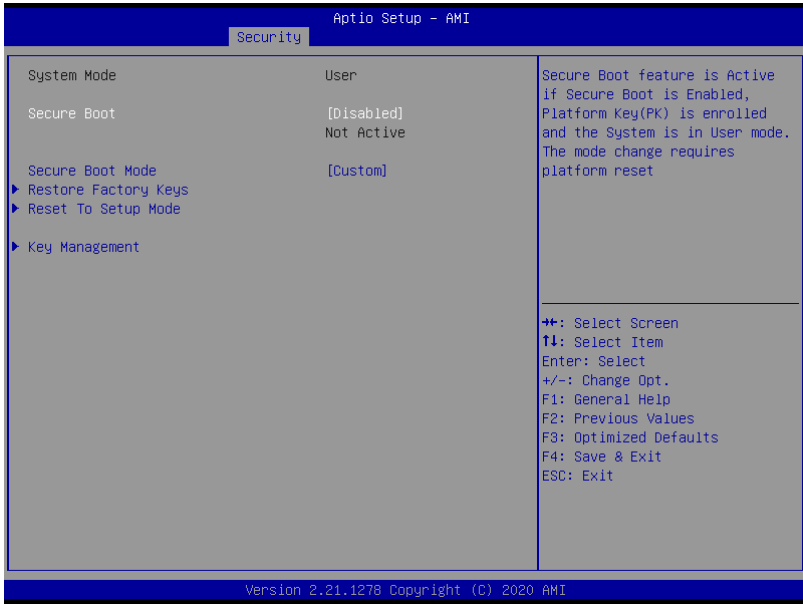 Aptio Setup – AMI
Security
System Mode User
Secure Boot [Disabled]
Not Active
Secure Boot Mode [Custom]
Restore Factory Keys
Reset To Setup Mode
Key Management
Secure Boot feature is Active
if Secure Boot is Enabled,
Platform Key(PK) is enrolled
and the System is in User mode.
The mode change requires
platform reset
→←: Select Screen
↑↓: Select Item
Enter: Select
+/-: Change Opt.
F1: General Help
F2: Previous Values
F3: Optimized Defaults
F4: Save & Exit
ESC: Exit
Version 2.21.1278 Copyright (C) 2020 AMI